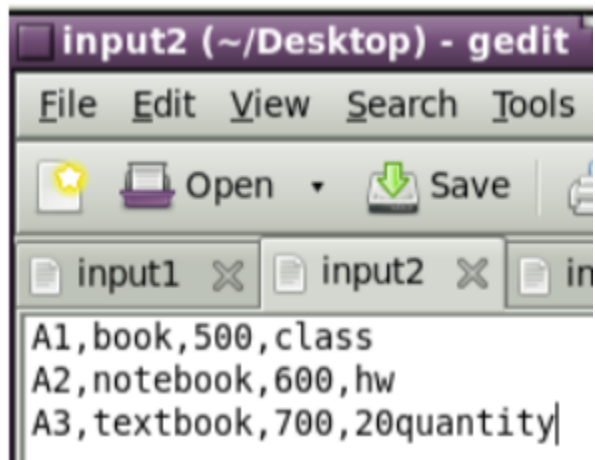 input2 (~/Desktop) - gedit
File Edit View Search Tools
Open Save
input1 input2
A1,book,500,class
A2,notebook,600,hw
A3,textbook,700,20quantity